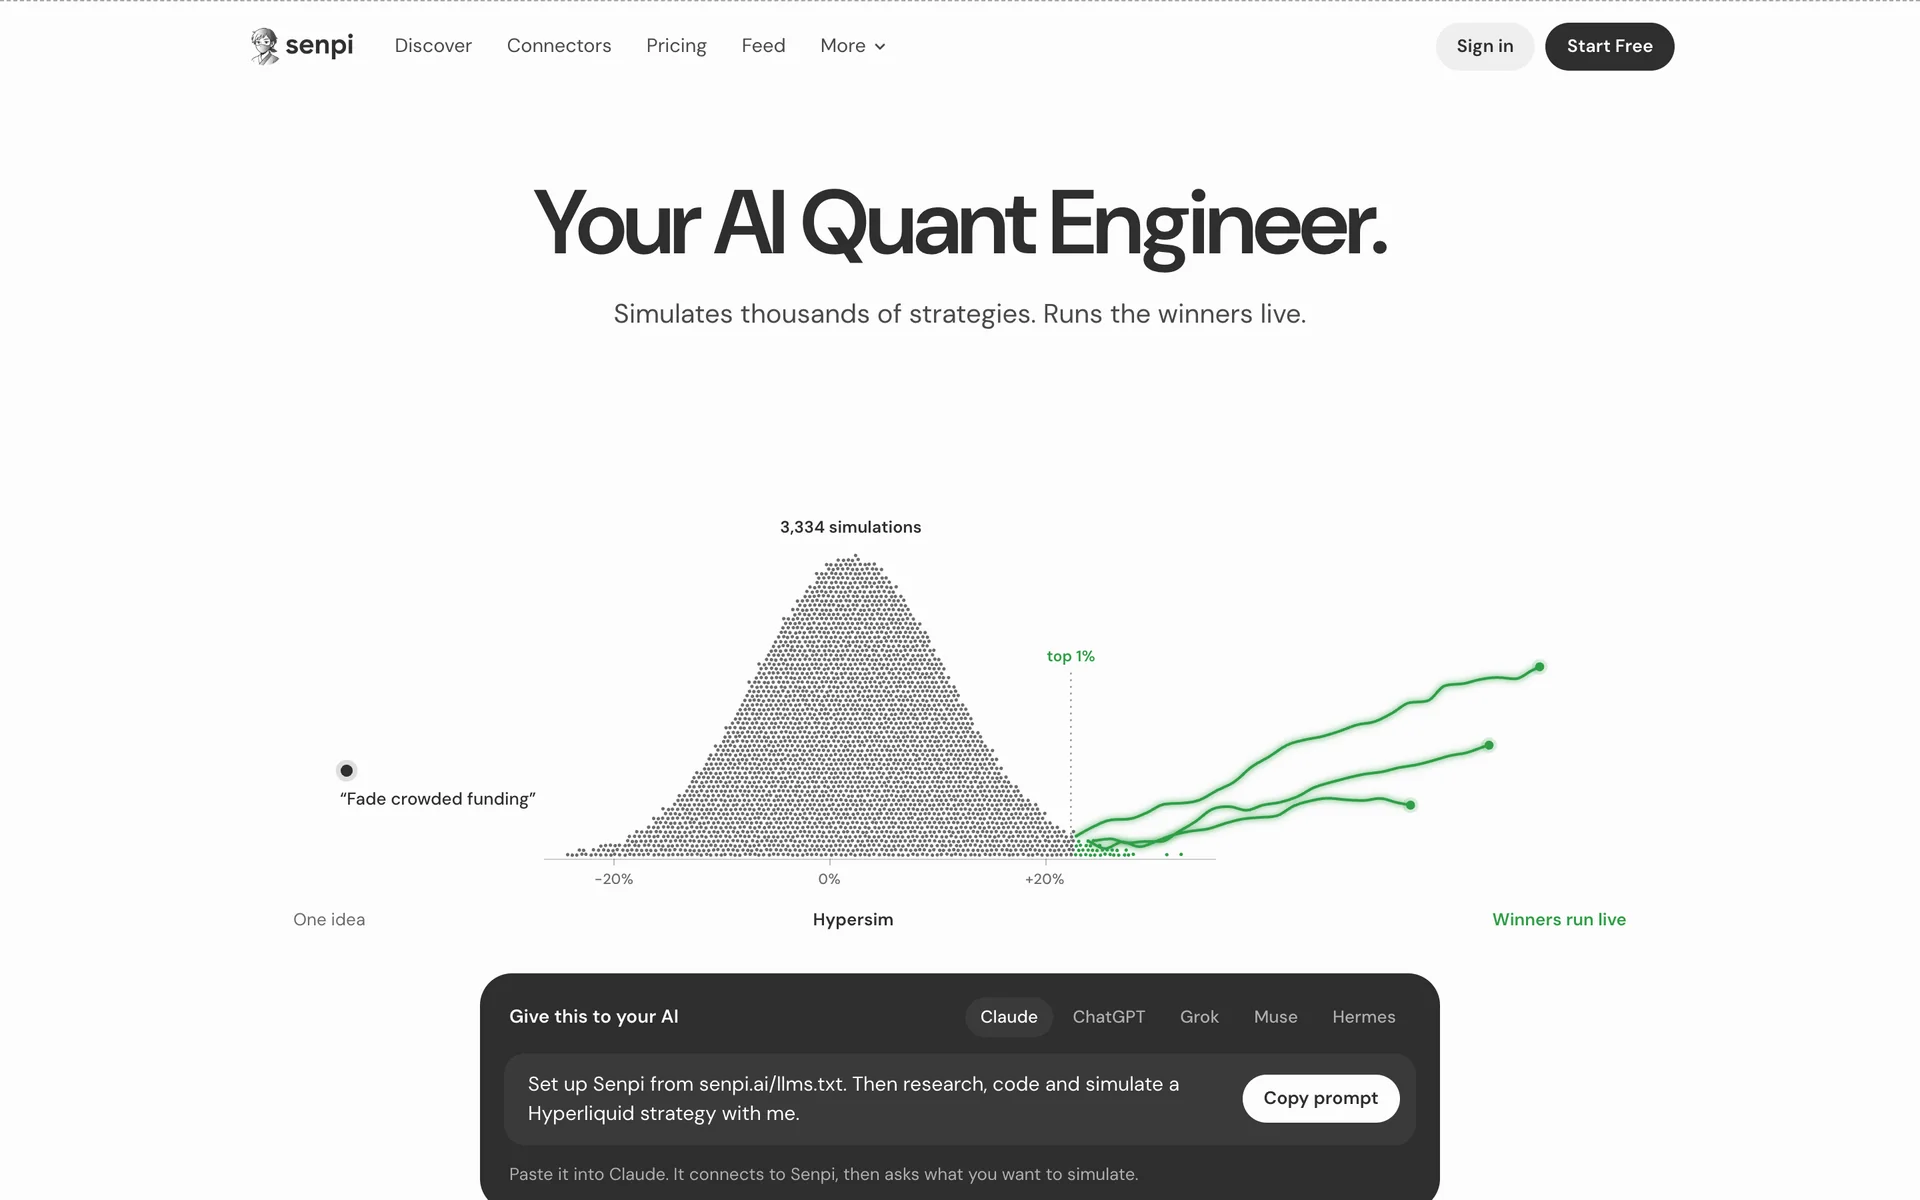 senpi
Discover
Connectors
Pricing
Feed
More
Sign in
Start Free
Your AI Quant Engineer.
Simulates thousands of strategies. Runs the winners live.
3,334 simulations
top 1%
“Fade crowded funding”
-20%
0%
+20%
One idea
Hypersim
Winners run live
Give this to your AI
Claude
ChatGPT
Grok
Muse
Hermes
Set up Senpi from senpi.ai/llms.txt. Then research, code and simulate a
Hyperliquid strategy with me.
Copy prompt
Paste it into Claude. It connects to Senpi, then asks what you want to simulate.